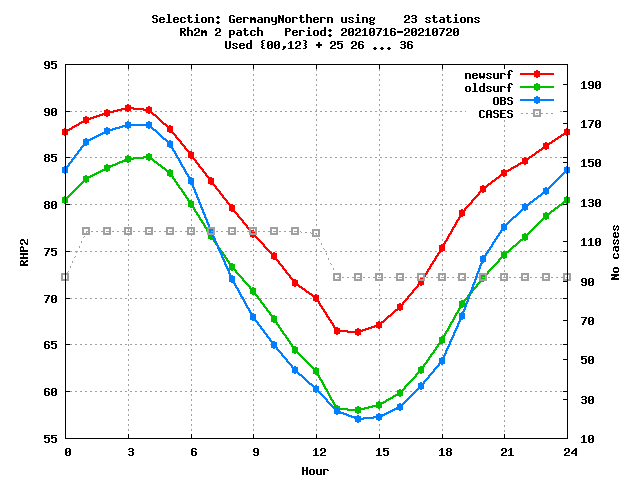 Selection: GermanyNorthern using    23 stations
Rh2m 2 patch   Period: 20210716-20210720
Used {00,12} + 25 26 ... 36
newsurf
oldsurf
OBS
CASES
95
90
85
80
75
70
65
60
55
190
170
150
130
110
90
70
50
30
10
RHP2
No cases
0 3 6 9 12 15 18 21 24
Hour